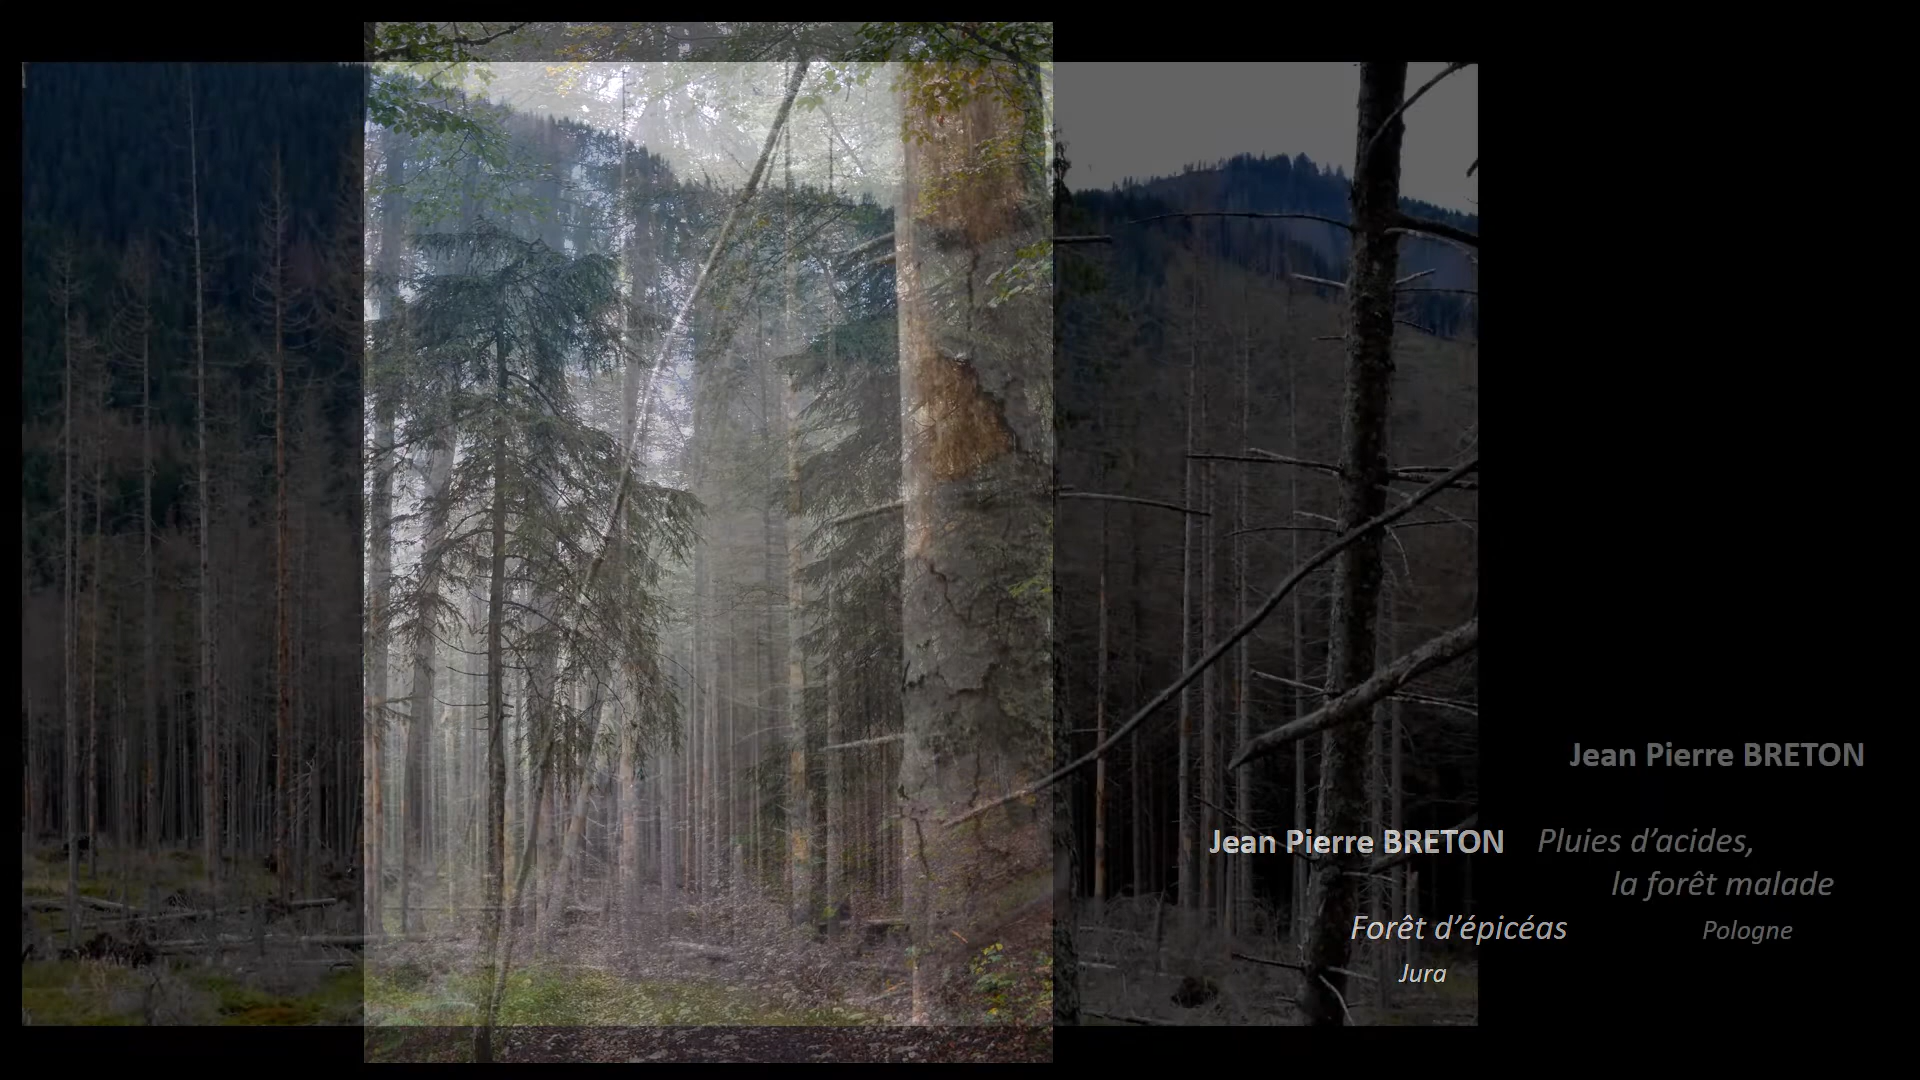 Jean Pierre BRETON
Pluies d’acides,
la forêt malade
Pologne
Jean Pierre BRETON
Forêt d’épicéas
Jura